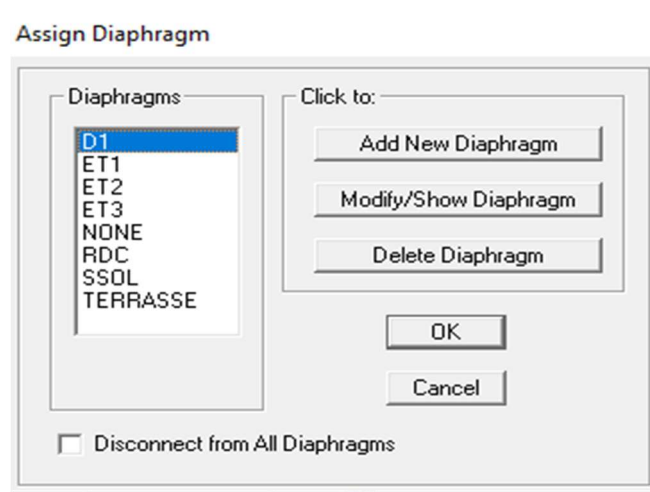 Assign Diaphragm
Diaphragms
D1
ET1
ET2
ET3
NONE
RDC
SSOL
TERRASSE
Click to:
Add New Diaphragm
Modify/Show Diaphragm
Delete Diaphragm
OK
Cancel
Disconnect from All Diaphragms